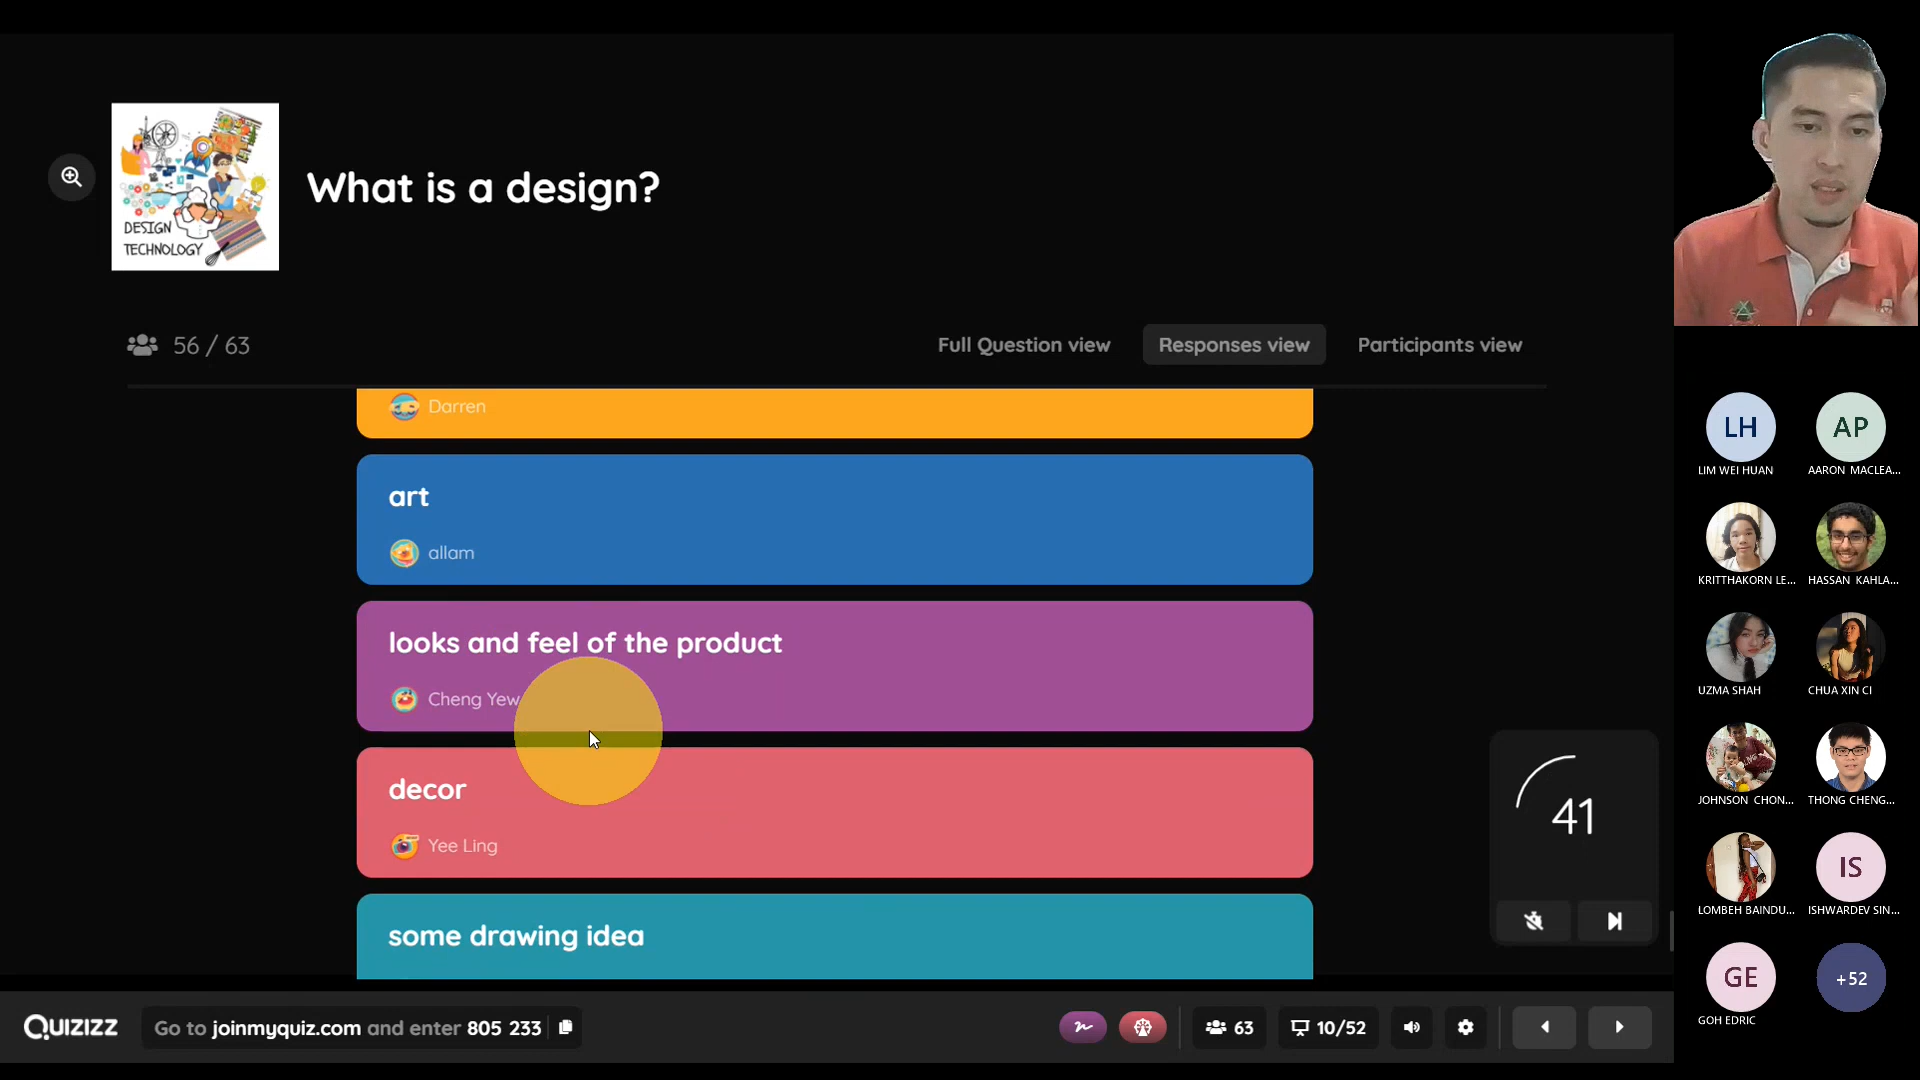 DESIGN
TECHNOLOGY
What is a design?
56 / 63
Full Question view
Responses view
Participants view
Darren
art
allam
looks and feel of the product
Cheng Yew
decor
Yee Ling
some drawing idea
41
QUIZIZZ
Go to joinmyquiz.com and enter 805 233
63
10/52
LH
LIM WEI HUAN
AP
AARON MACLEA...
KRITTHAKORN LE...
HASSAN KAHLA...
UZMA SHAH
CHUA XIN CI
JOHNSON CHON...
THONG CHENG...
LOMBEH BAINDU...
IS
ISHWARDEV SIN...
GE
GOH EDRIC
+52